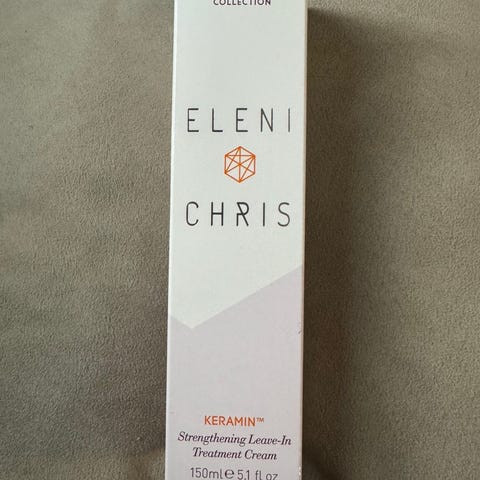 COLLECTION
ELENI
CHRIS
KERAMIN™
Strengthening Leave-In
Treatment Cream
150ml℮5.1 fl oz